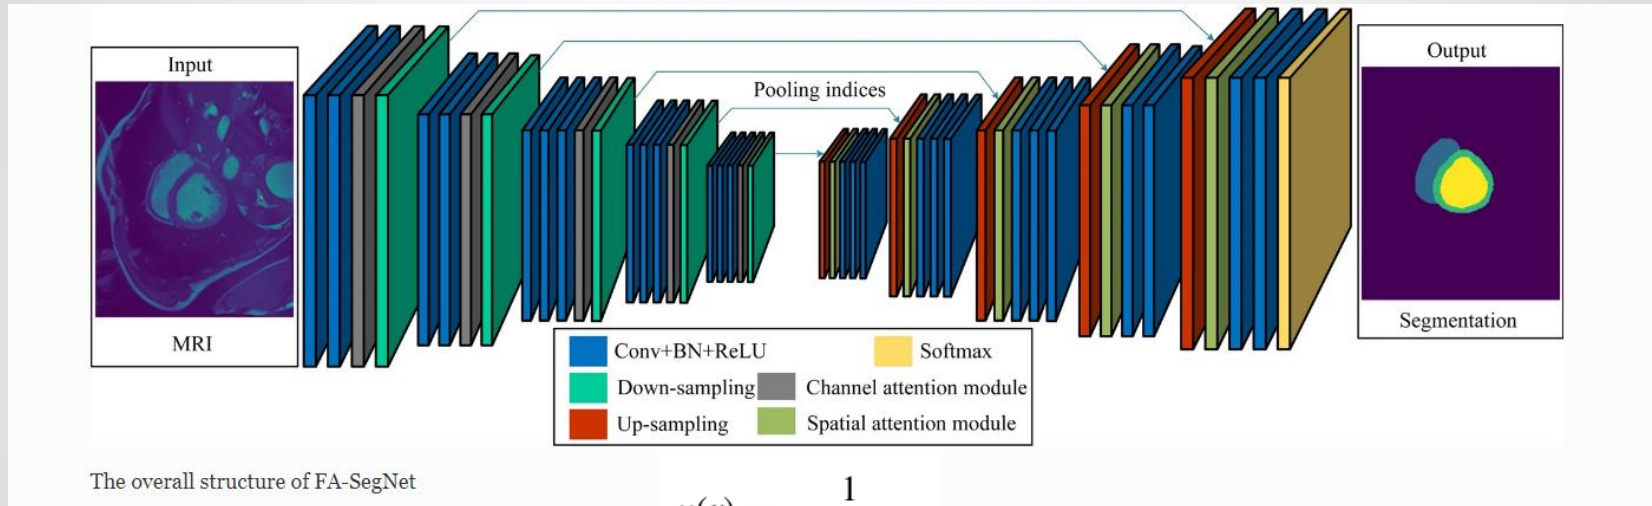 Input
MRI
Pooling indices
Output
Segmentation
Conv+BN+ReLU
Softmax
Down-sampling
Channel attention module
Up-sampling
Spatial attention module
The overall structure of FA-SegNet
1